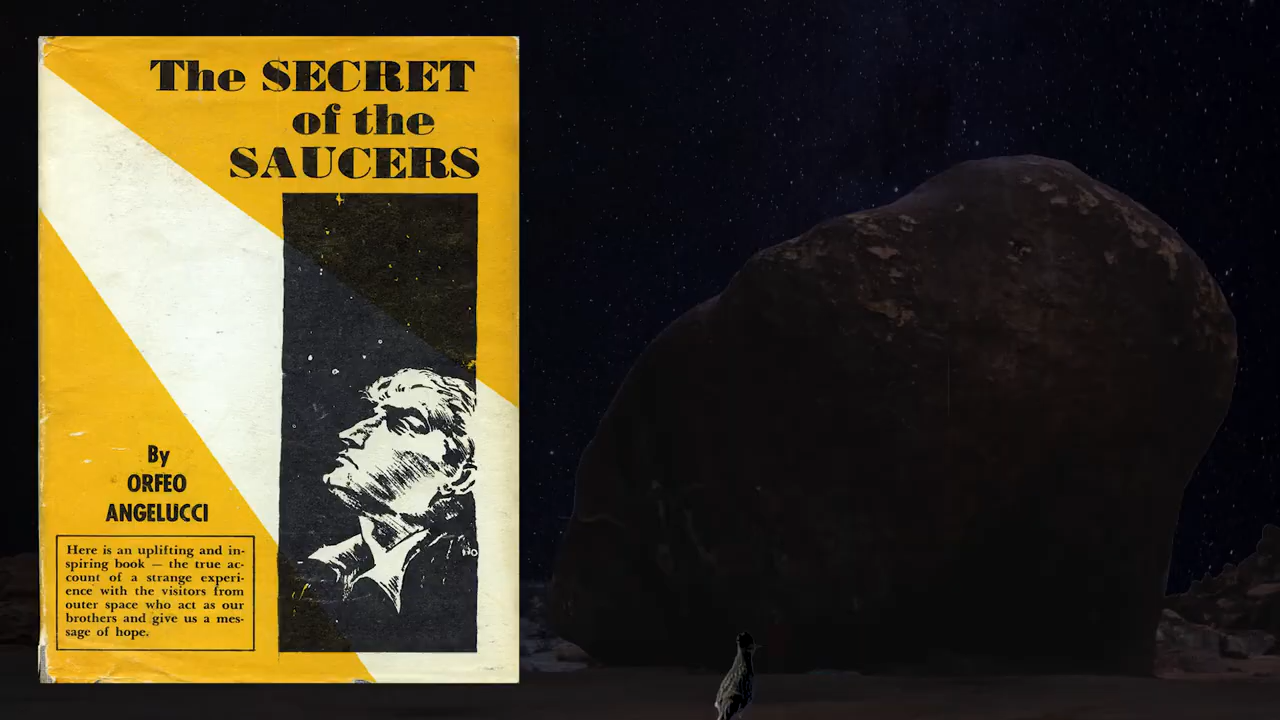 The SECRET
of the
SAUCERS
By
ORFEO
ANGELUCCI
Here is an uplifting and in-
spiring book — the true ac-
count of a strange experi-
ence with the visitors from
outer space who act as our
brothers and give us a mes-
sage of hope.